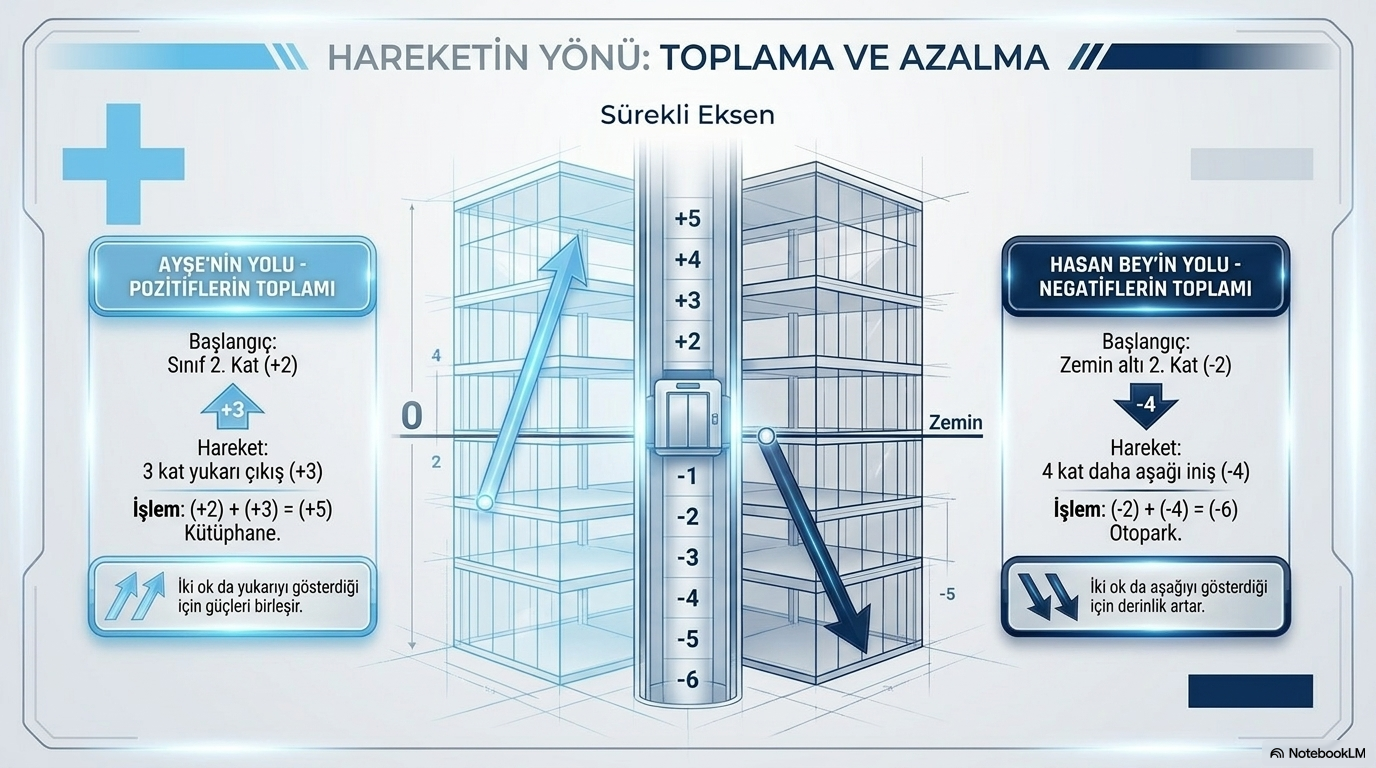 HAREKETİN YÖNÜ: TOPLAMA VE AZALMA
Sürekli Eksen
AYŞE'NİN YOLU -
POZİTİFLERİN TOPLAMI
Başlangıç:
Sınıf 2. Kat (+2)
+3
Hareket:
3 kat yukarı çıkış (+3)
İşlem: (+2) + (+3) = (+5)
Kütüphane.
İki ok da yukarıyı gösterdiği
için güçleri birleşir.
4
0
2
+5
+4
+3
+2
-1
-2
-3
-4
-5
-6
Zemin
-5
HASAN BEY'İN YOLU -
NEGATİFLERİN TOPLAMI
Başlangıç:
Zemin altı 2. Kat (-2)
-4
Hareket:
4 kat daha aşağı iniş (-4)
İşlem: (-2) + (-4) = (-6)
Otopark.
İki ok da aşağıyı gösterdiği
için derinlik artar.
NotebookLM